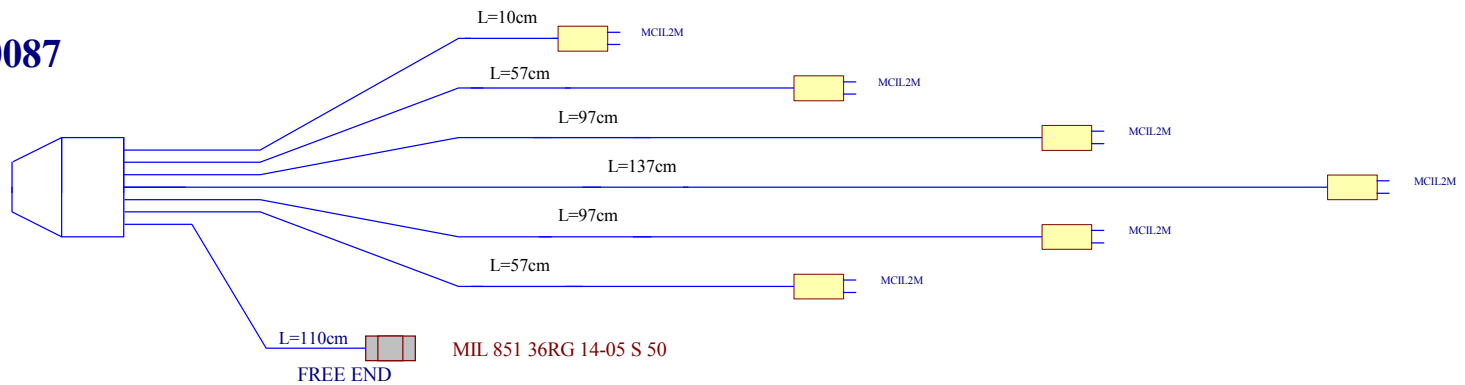 L=10cm
MCIL2M
0087
L=57cm
MCIL2M
L=97cm
MCIL2M
L=137cm
MCIL2M
L=97cm
MCIL2M
L=57cm
MCIL2M
L=110cm
MIL 851 36RG 14-05 S 50
FREE END